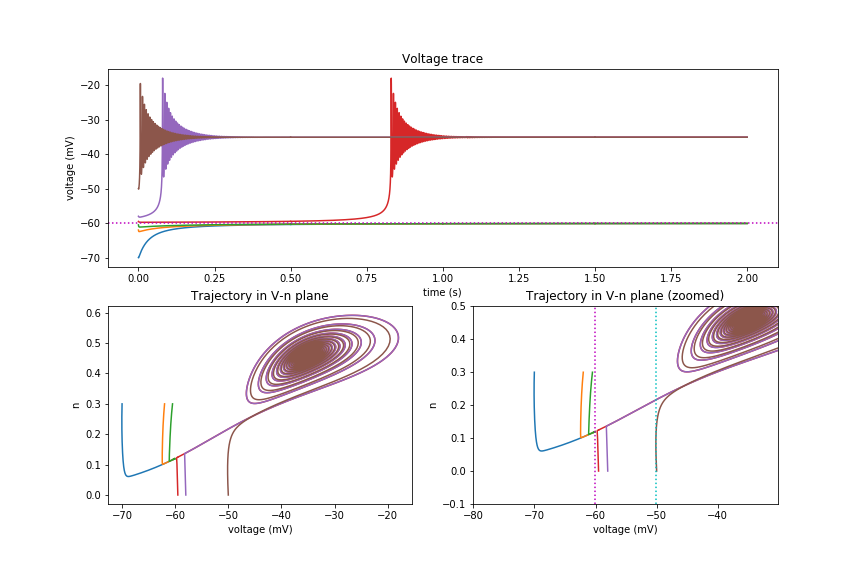 Voltage trace
voltage (mV)
−20
−30
−40
−50
−60
−70
0.00 0.25 0.50 0.75 1.00 1.25 1.50 1.75 2.00
time (s)
Trajectory in V-n plane
n
0.6
0.5
0.4
0.3
0.2
0.1
0.0
−70 −60 −50 −40 −30 −20
voltage (mV)
Trajectory in V-n plane (zoomed)
n
0.5
0.4
0.3
0.2
0.1
0.0
−0.1
−80 −70 −60 −50 −40
voltage (mV)